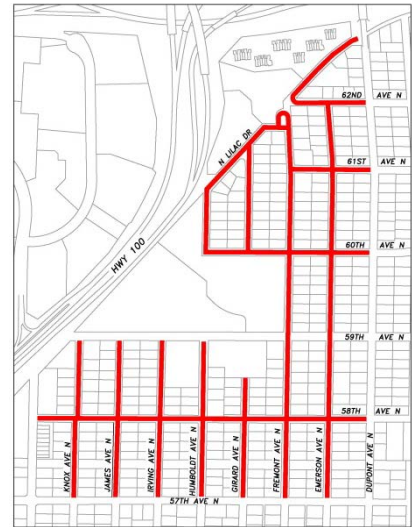 62ND AVE N
N LILAC DR
61ST AVE N
HWY 100
60TH AVE N
59TH AVE N
58TH AVE N
KNOX AVE N
JAMES AVE N
IRVING AVE N
HUMBOLDT AVE N
GIRARD AVE N
FREMONT AVE N
EMERSON AVE N
DUPONT AVE N
57TH AVE N